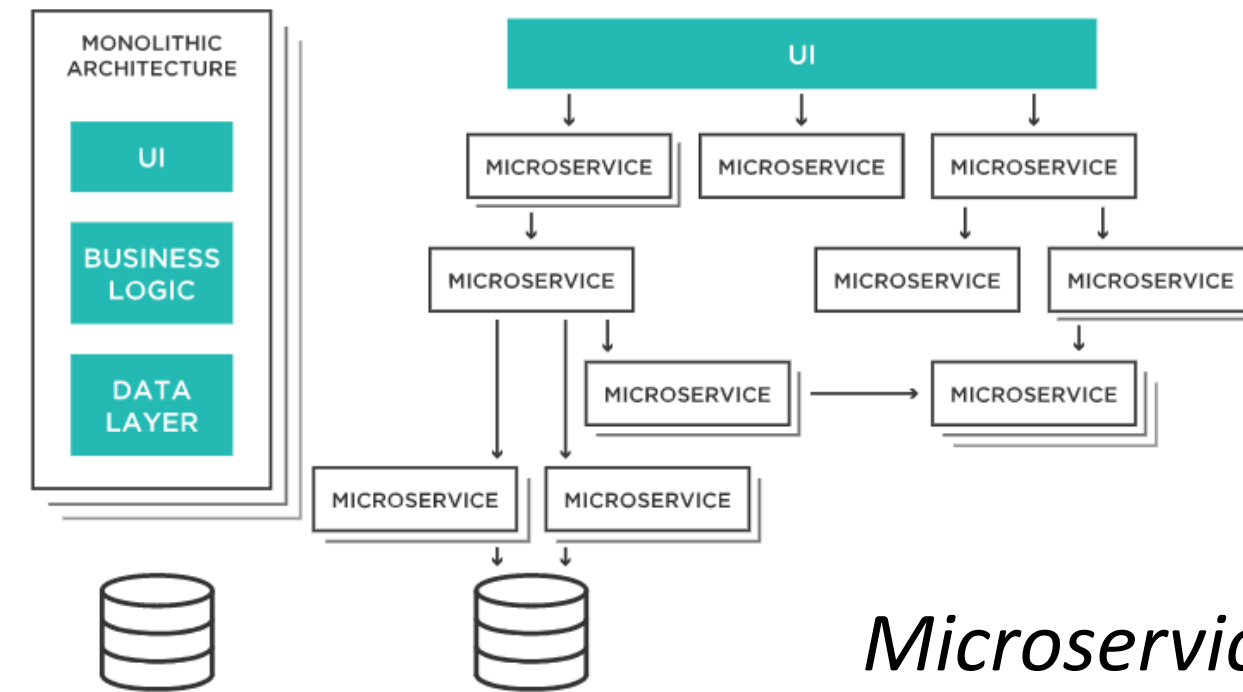 MONOLITHIC
ARCHITECTURE
UI
BUSINESS
LOGIC
DATA
LAYER
UI
MICROSERVICE
MICROSERVICE
MICROSERVICE
MICROSERVICE
MICROSERVICE
MICROSERVICE
MICROSERVICE
MICROSERVICE
MICROSERVICE
MICROSERVICE